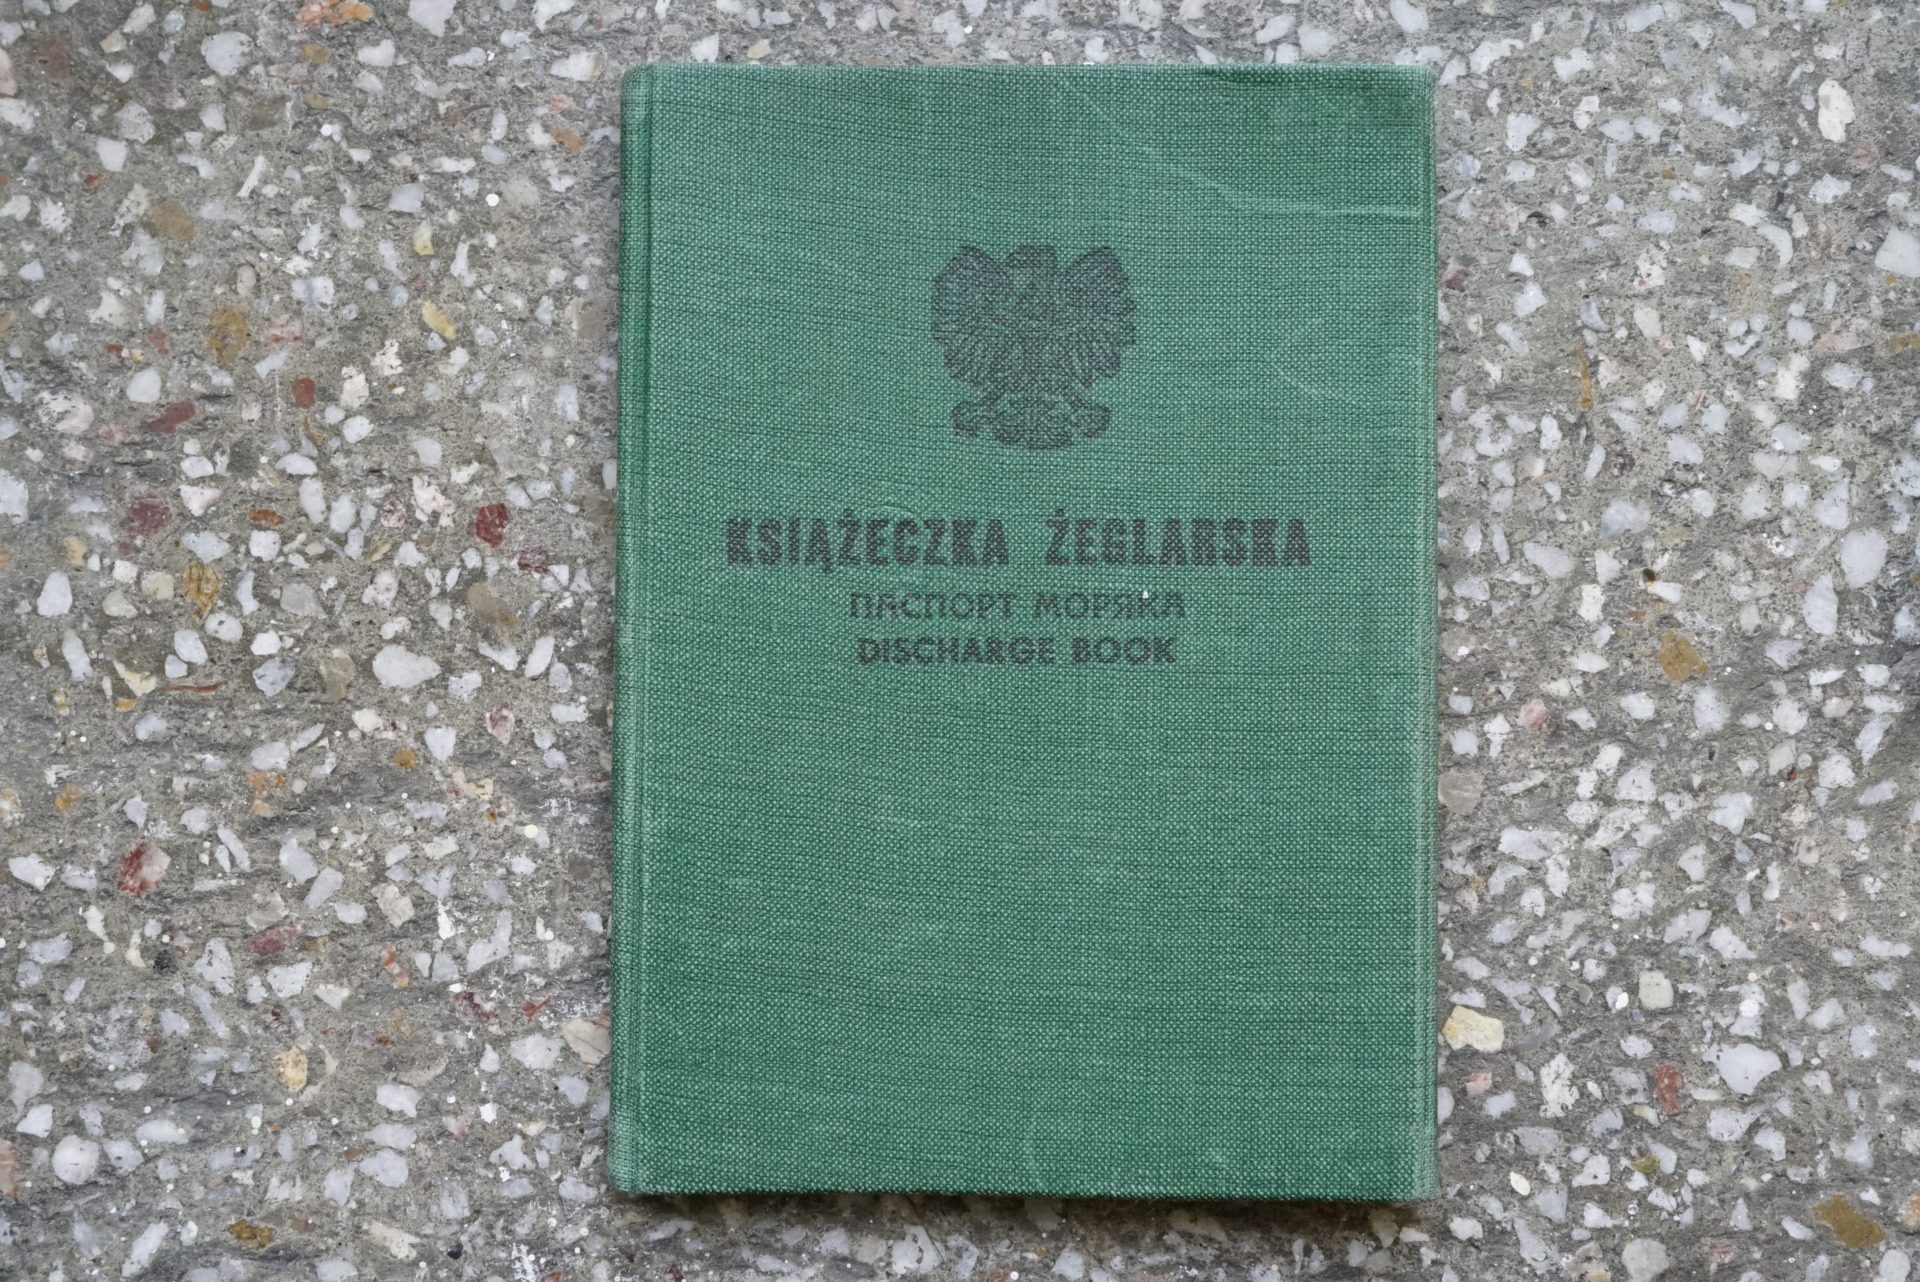 KSIĄŻECZKA ŻEGLARSKA
ПАСПОРТ МОРЯКА
DISCHARGE BOOK